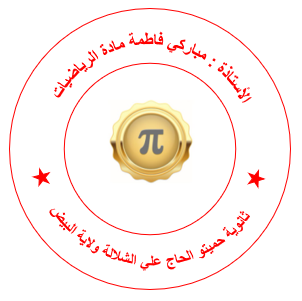 الأستاذة : مباركي فاطمة مادة الرياضيات
π
ثانوية حميتو الحاج علي الشلالة ولاية البيض